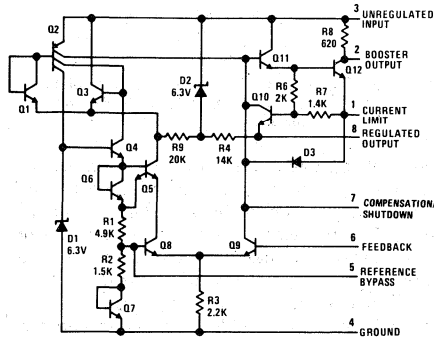 Q2
3 UNREGULATED INPUT
R8 620
2 BOOSTER OUTPUT
Q11
Q12
D2 6.3V
R6 2K
R7 1.4K
Q1
Q3
Q10
1 CURRENT LIMIT
8 REGULATED OUTPUT
Q4
R9 20K
R4 14K
D3
Q6
Q5
7 COMPENSATION/ SHUTDOWN
R1 4.9K
D1 6.3V
Q8
Q9
6 FEEDBACK
R2 1.5K
5 REFERENCE BYPASS
Q7
R3 2.2K
4 GROUND